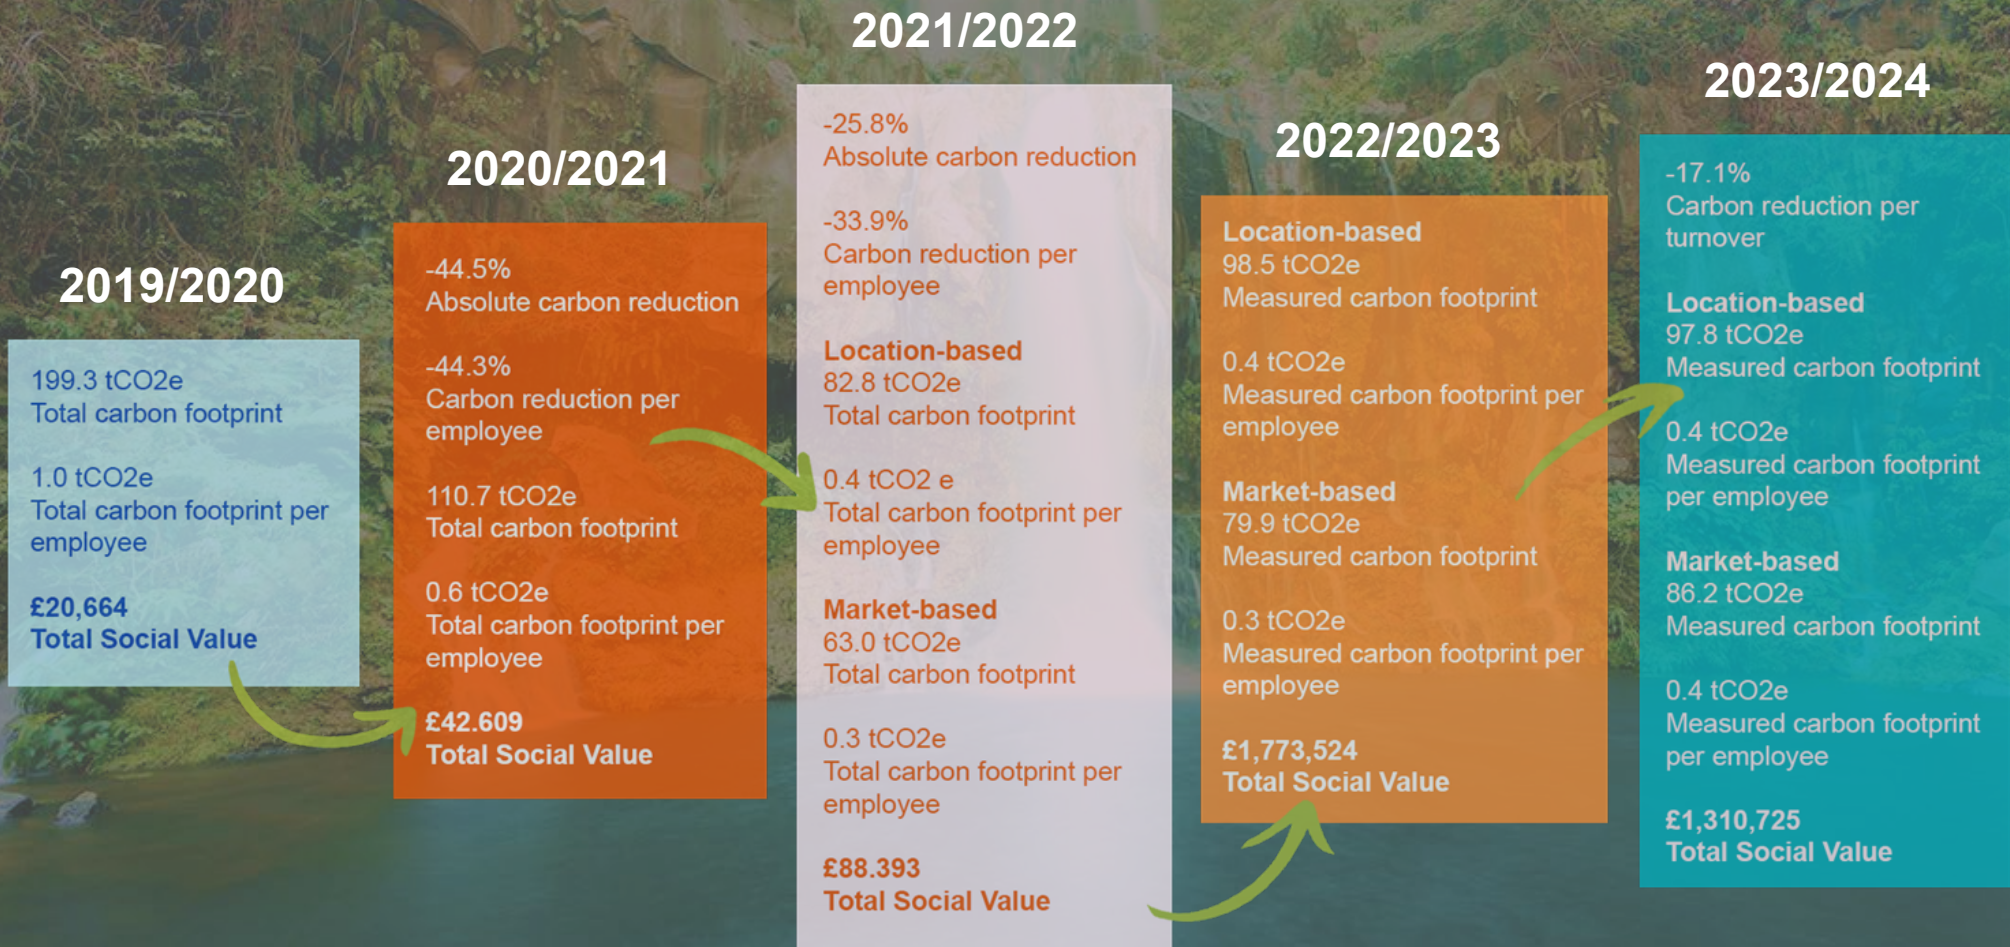 2019/2020
199.3 tCO2e
Total carbon footprint
1.0 tCO2e
Total carbon footprint per
employee
£20,664
Total Social Value
2020/2021
-44.5%
Absolute carbon reduction
-44.3%
Carbon reduction per
employee
110.7 tCO2e
Total carbon footprint
0.6 tCO2e
Total carbon footprint per
employee
£42.609
Total Social Value
2021/2022
-25.8%
Absolute carbon reduction
-33.9%
Carbon reduction per
employee
Location-based
82.8 tCO2e
Total carbon footprint
0.4 tCO2 e
Total carbon footprint per
employee
Market-based
63.0 tCO2e
Total carbon footprint
0.3 tCO2e
Total carbon footprint per
employee
£88.393
Total Social Value
2022/2023
Location-based
98.5 tCO2e
Measured carbon footprint
0.4 tCO2e
Measured carbon footprint per
employee
Market-based
79.9 tCO2e
Measured carbon footprint
0.3 tCO2e
Measured carbon footprint per
employee
£1,773,524
Total Social Value
2023/2024
-17.1%
Carbon reduction per
turnover
Location-based
97.8 tCO2e
Measured carbon footprint
0.4 tCO2e
Measured carbon footprint
per employee
Market-based
86.2 tCO2e
Measured carbon footprint
0.4 tCO2e
Measured carbon footprint
per employee
£1,310,725
Total Social Value